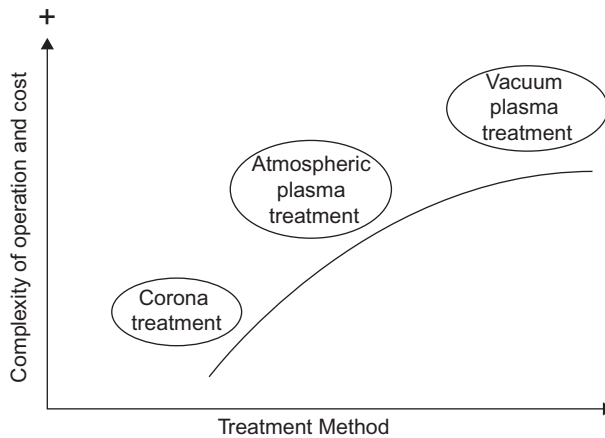 +
Complexity of operation and cost
Vacuum
plasma
treatment
Atmospheric
plasma
treatment
Corona
treatment
Treatment Method